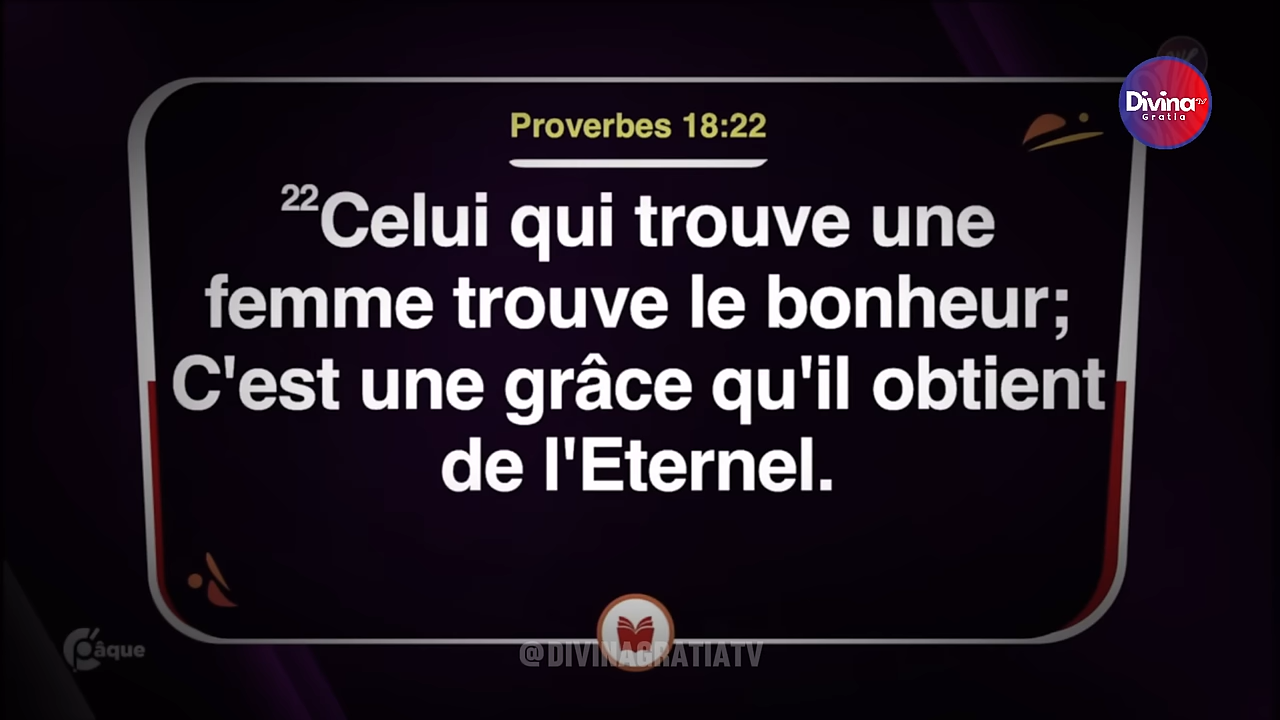 Divina TV
Gratia
Proverbes 18:22
22Celui qui trouve une
femme trouve le bonheur;
C'est une grâce qu'il obtient
de l'Eternel.
Pâque
@DIVINAGRATIATV